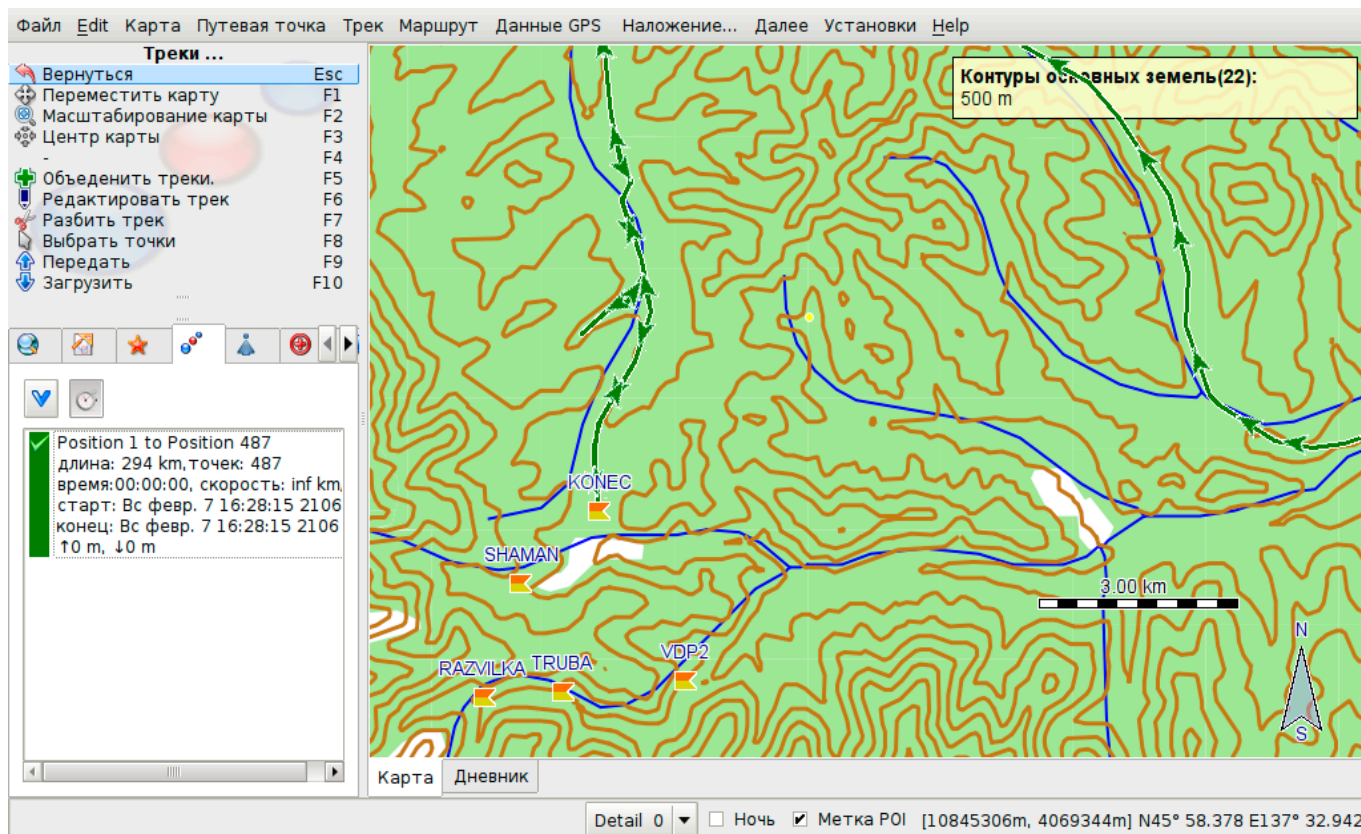 Файл Edit Карта Путевая точка Трек Маршрут Данные GPS Наложение... Далее Установки Help
Треки ...
Вернуться Esc
Переместить карту F1
Масштабирование карты F2
Центр карты F3
- F4
Объеденить треки. F5
Редактировать трек F6
Разбить трек F7
Выбрать точки F8
Передать F9
Загрузить F10
Position 1 to Position 487
длина: 294 km,точек: 487
время:00:00:00, скорость: inf km,
старт: Вс февр. 7 16:28:15 2106
конец: Вс февр. 7 16:28:15 2106
↑0 m, ↓0 m
Контуры основных земель(22):
500 m
KONEC
SHAMAN
3.00 km
N
VDP2
RAZVILKA TRUBA
S
Карта Дневник
Detail 0 Ночь Метка POI [10845306m, 4069344m] N45° 58.378 E137° 32.942